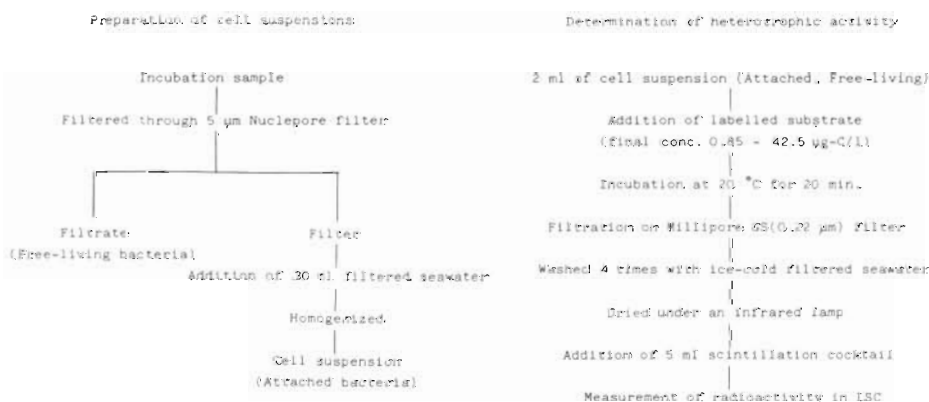 Preparation of cell suspensions
Incubation sample
Filtered through 5 µm Nuclepore filter
Filtrate
(Free-living bacteria)
Filter
Addition of 30 ml filtered seawater
Homogenized
Cell suspension
(Attached bacteria)
Determination of heterotrophic activity
2 ml of cell suspension (Attached, Free-living)
Addition of labelled substrate
(final conc. 0.85 - 42.5 µg-C/l)
Incubation at 20 °C for 20 min.
Filtration on Millipore GS(0.22 µm) filter
Washed 4 times with ice-cold filtered seawater
Dried under an infrared lamp
Addition of 5 ml scintillation cocktail
Measurement of radioactivity in LSC